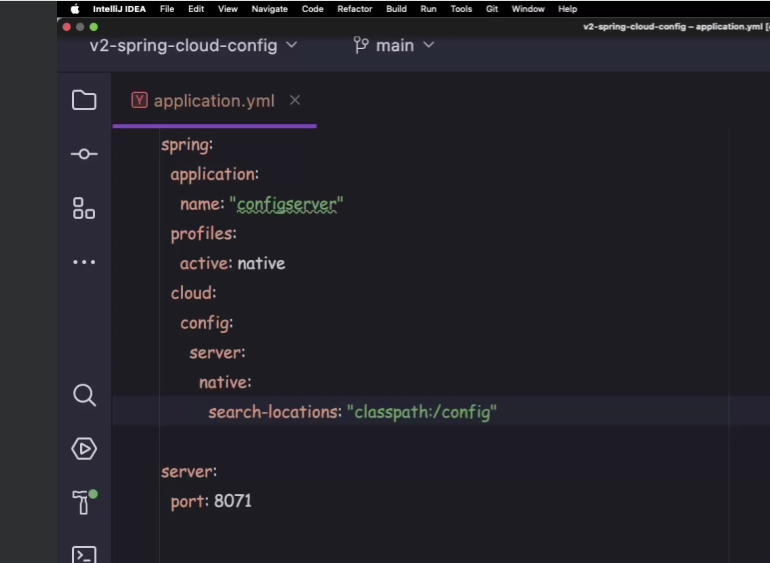 IntelliJ IDEA File Edit View Navigate Code Refactor Build Run Tools Git Window Help
v2-spring-cloud-config – application.yml [
v2-spring-cloud-config main
Y application.yml ×
spring:
  application:
    name: "configserver"
  profiles:
    active: native
  cloud:
    config:
      server:
        native:
          search-locations: "classpath:/config"
server:
  port: 8071